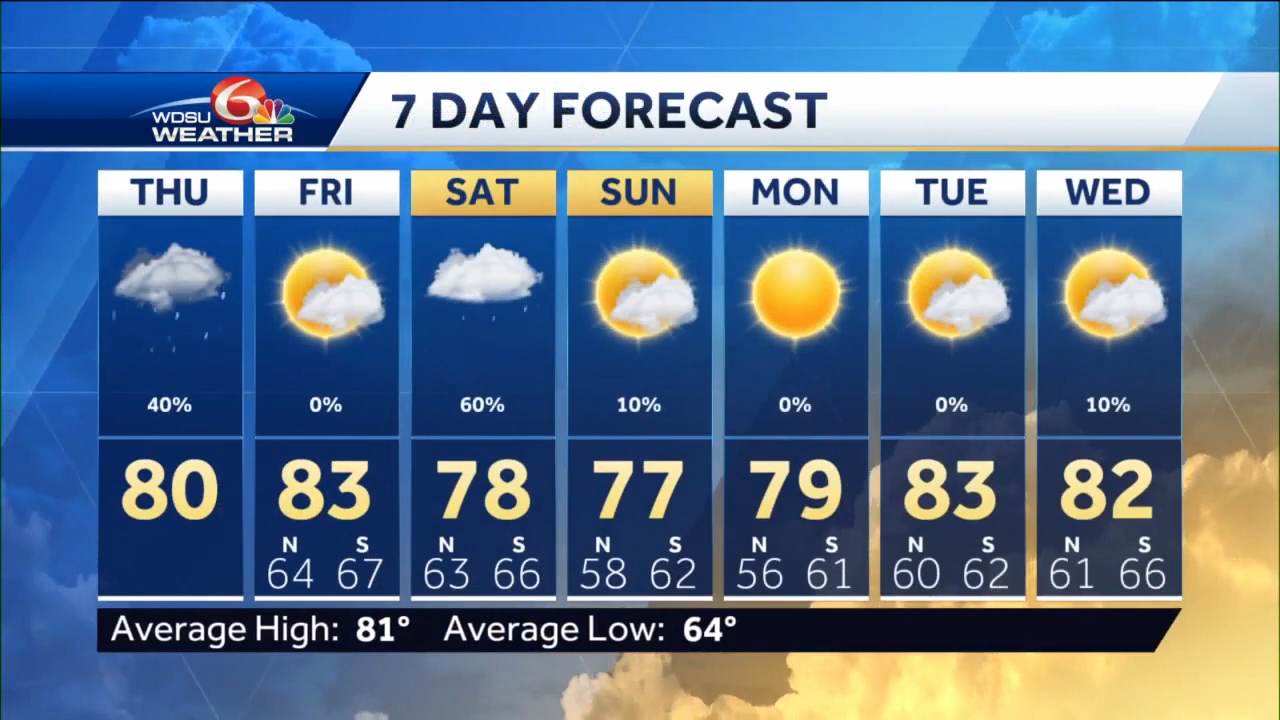 WDSU 6
WEATHER
7 DAY FORECAST
THU FRI SAT SUN MON TUE WED
40% 0% 60% 10% 0% 0% 10%
80 83 78 77 79 83 82
N S N S N S N S N S N S
64 67 63 66 58 62 56 61 60 62 61 66
Average High: 81° Average Low: 64°